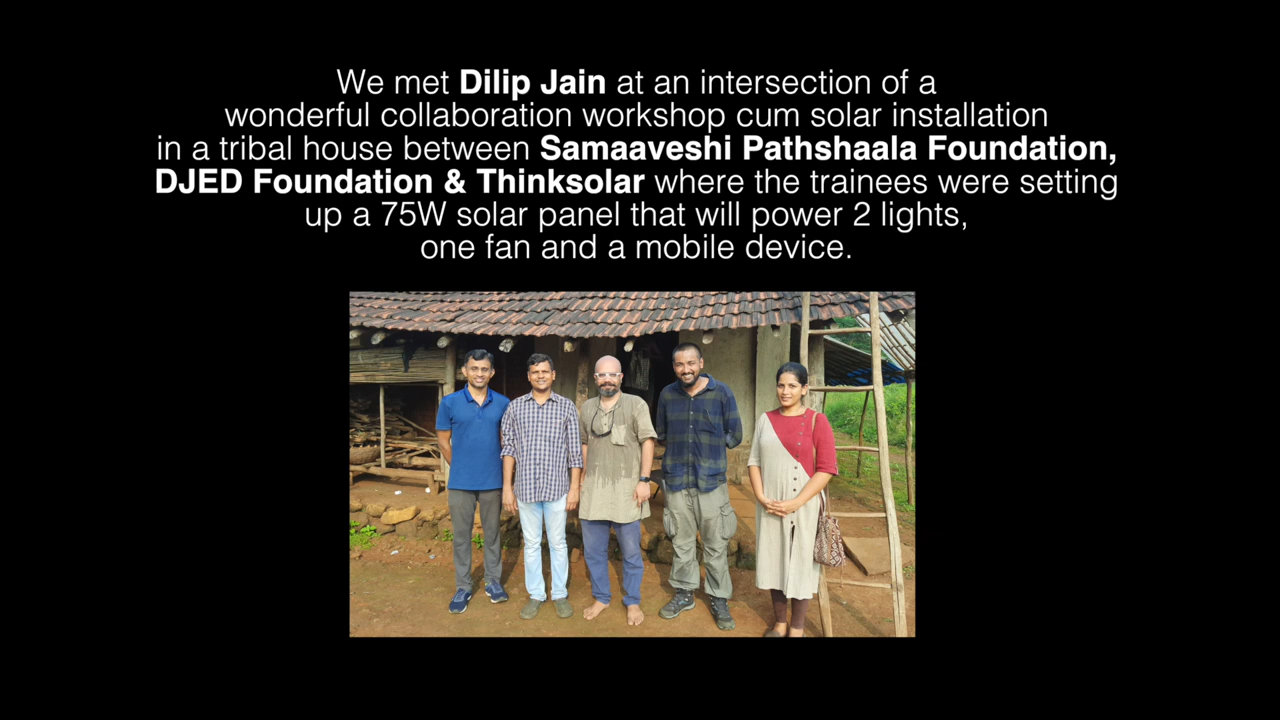 We met Dilip Jain at an intersection of a
wonderful collaboration workshop cum solar installation
in a tribal house between Samaaveshi Pathshaala Foundation,
DJED Foundation & Thinksolar where the trainees were setting
up a 75W solar panel that will power 2 lights,
one fan and a mobile device.